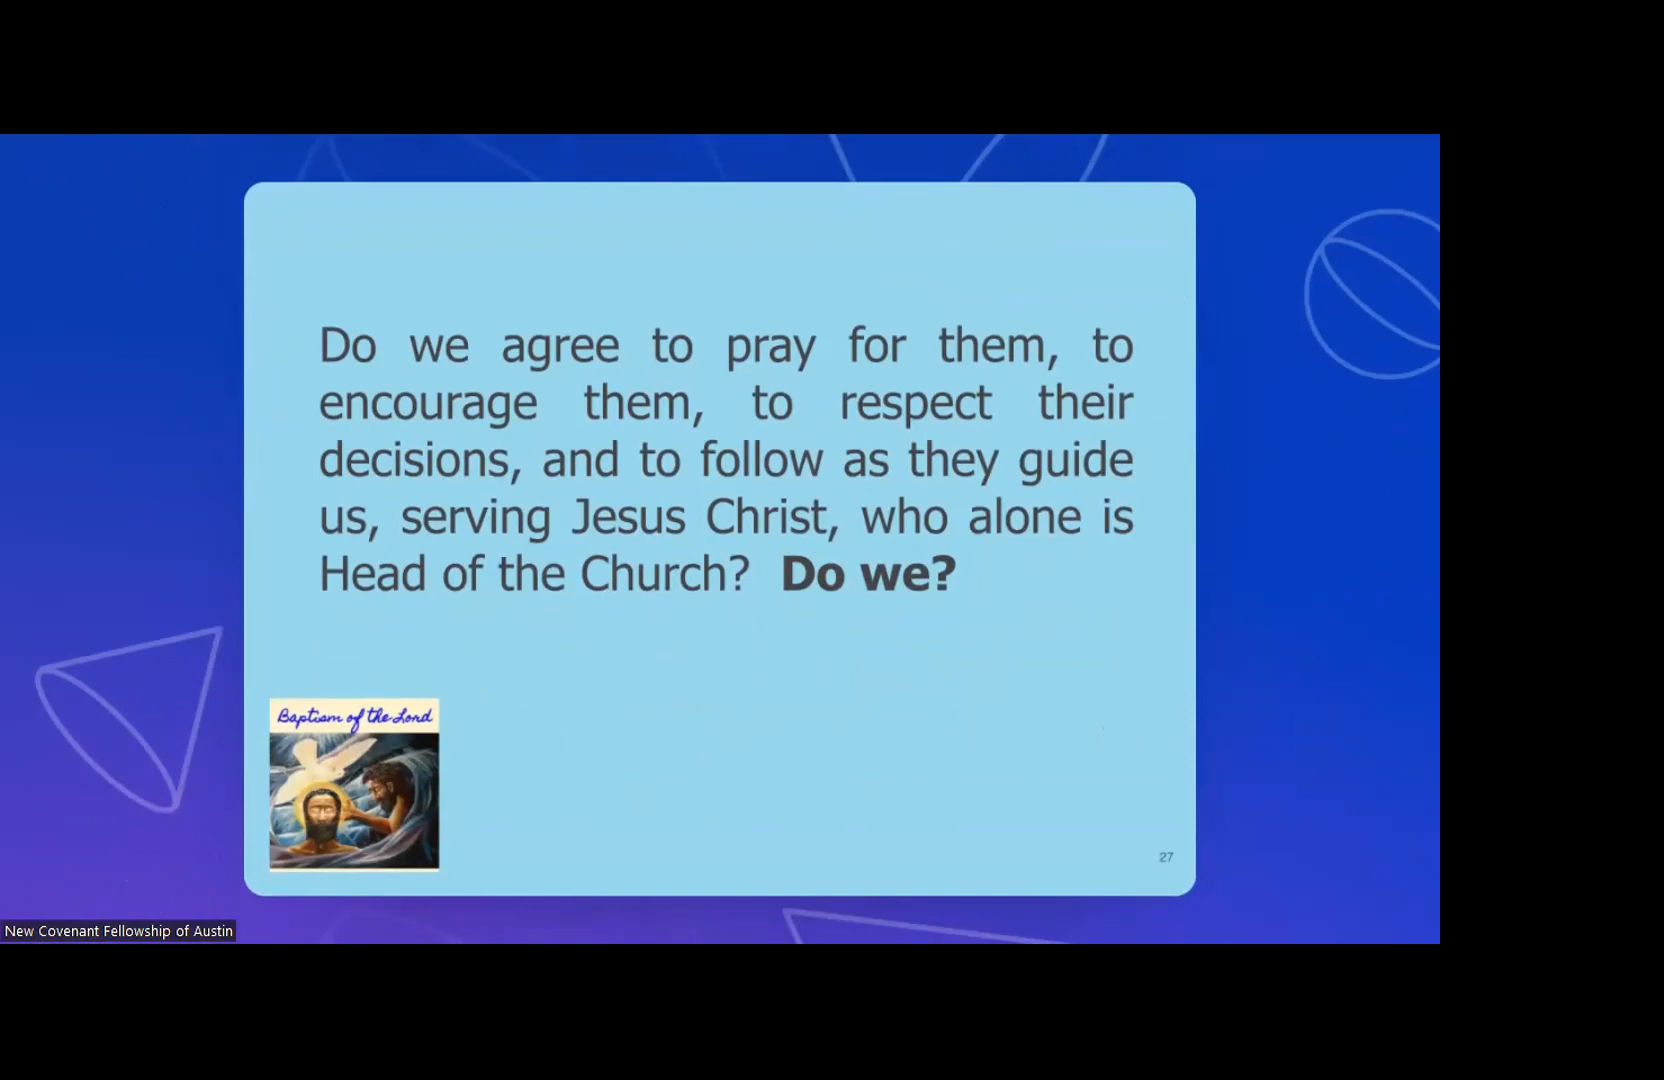 Do we agree to pray for them, to
encourage them, to respect their
decisions, and to follow as they guide
us, serving Jesus Christ, who alone is
Head of the Church? Do we?
Baptism of the Lord
27
New Covenant Fellowship of Austin